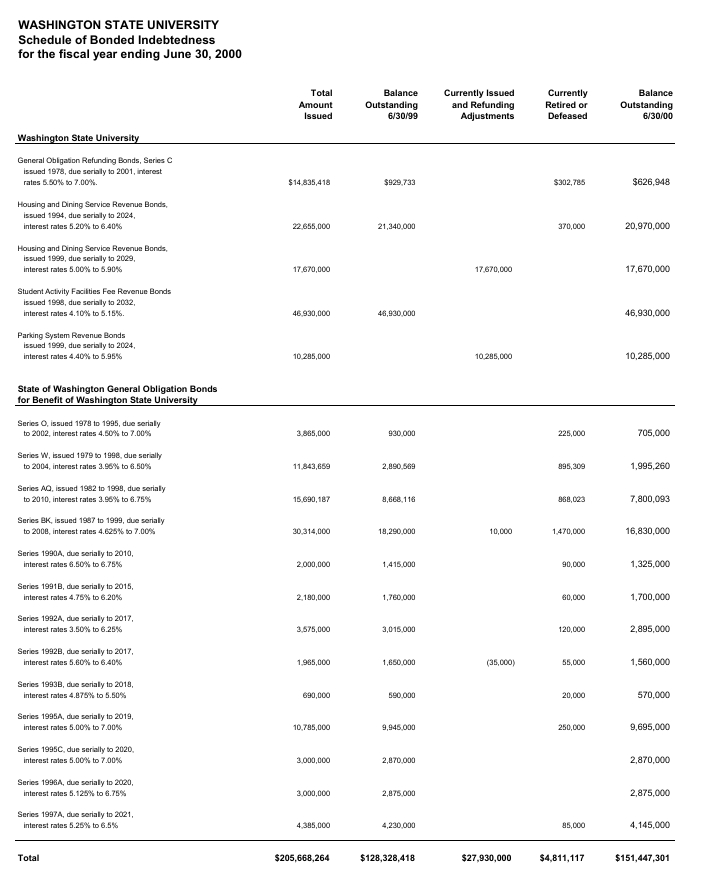 WASHINGTON STATE UNIVERSITY
Schedule of Bonded Indebtedness
for the fiscal year ending June 30, 2000
Total Balance Currently Issued Currently Balance
Amount Outstanding and Refunding Retired or Outstanding
Issued 6/30/99 Adjustments Defeased 6/30/00
Washington State University
General Obligation Refunding Bonds, Series C
issued 1978, due serially to 2001, interest
rates 5.50% to 7.00%. $14,835,418 $929,733 $302,785 $626,948
Housing and Dining Service Revenue Bonds,
issued 1994, due serially to 2024,
interest rates 5.20% to 6.40% 22,655,000 21,340,000 370,000 20,970,000
Housing and Dining Service Revenue Bonds,
issued 1999, due serially to 2029,
interest rates 5.00% to 5.90% 17,670,000 17,670,000 17,670,000
Student Activity Facilities Fee Revenue Bonds
issued 1998, due serially to 2032,
interest rates 4.10% to 5.15%. 46,930,000 46,930,000 46,930,000
Parking System Revenue Bonds
issued 1999, due serially to 2024,
interest rates 4.40% to 5.95% 10,285,000 10,285,000 10,285,000
State of Washington General Obligation Bonds
for Benefit of Washington State University
Series O, issued 1978 to 1995, due serially
to 2002, interest rates 4.50% to 7.00% 3,865,000 930,000 225,000 705,000
Series W, issued 1979 to 1998, due serially
to 2004, interest rates 3.95% to 6.50% 11,843,659 2,890,569 895,309 1,995,260
Series AQ, issued 1982 to 1998, due serially
to 2010, interest rates 3.95% to 6.75% 15,690,187 8,668,116 868,023 7,800,093
Series BK, issued 1987 to 1999, due serially
to 2008, interest rates 4.625% to 7.00% 30,314,000 18,290,000 10,000 1,470,000 16,830,000
Series 1990A, due serially to 2010,
interest rates 6.50% to 6.75% 2,000,000 1,415,000 90,000 1,325,000
Series 1991B, due serially to 2015,
interest rates 4.75% to 6.20% 2,180,000 1,760,000 60,000 1,700,000
Series 1992A, due serially to 2017,
interest rates 3.50% to 6.25% 3,575,000 3,015,000 120,000 2,895,000
Series 1992B, due serially to 2017,
interest rates 5.60% to 6.40% 1,965,000 1,650,000 (35,000) 55,000 1,560,000
Series 1993B, due serially to 2018,
interest rates 4.875% to 5.50% 690,000 590,000 20,000 570,000
Series 1995A, due serially to 2019,
interest rates 5.00% to 7.00% 10,785,000 9,945,000 250,000 9,695,000
Series 1995C, due serially to 2020,
interest rates 5.00% to 7.00% 3,000,000 2,870,000 2,870,000
Series 1996A, due serially to 2020,
interest rates 5.125% to 6.75% 3,000,000 2,875,000 2,875,000
Series 1997A, due serially to 2021,
interest rates 5.25% to 6.5% 4,385,000 4,230,000 85,000 4,145,000
Total $205,668,264 $128,328,418 $27,930,000 $4,811,117 $151,447,301